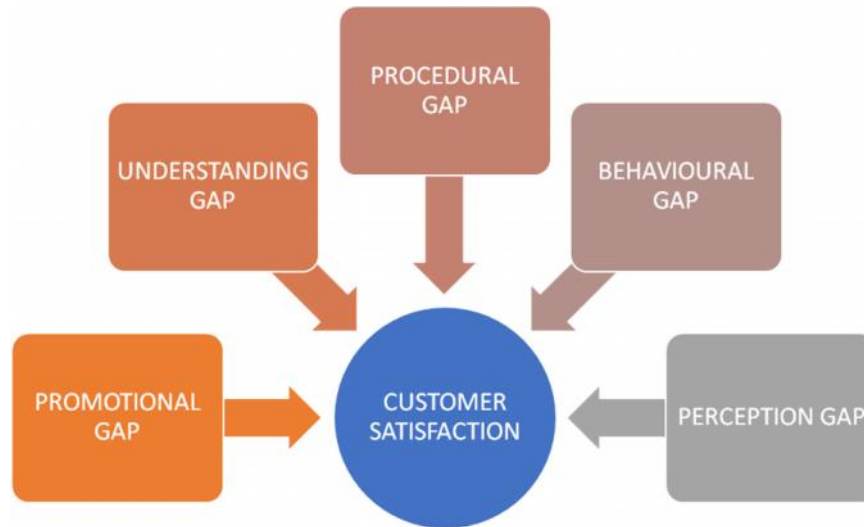 PROCEDURAL
GAP
UNDERSTANDING
GAP
BEHAVIOURAL
GAP
PROMOTIONAL
GAP
CUSTOMER
SATISFACTION
PERCEPTION GAP